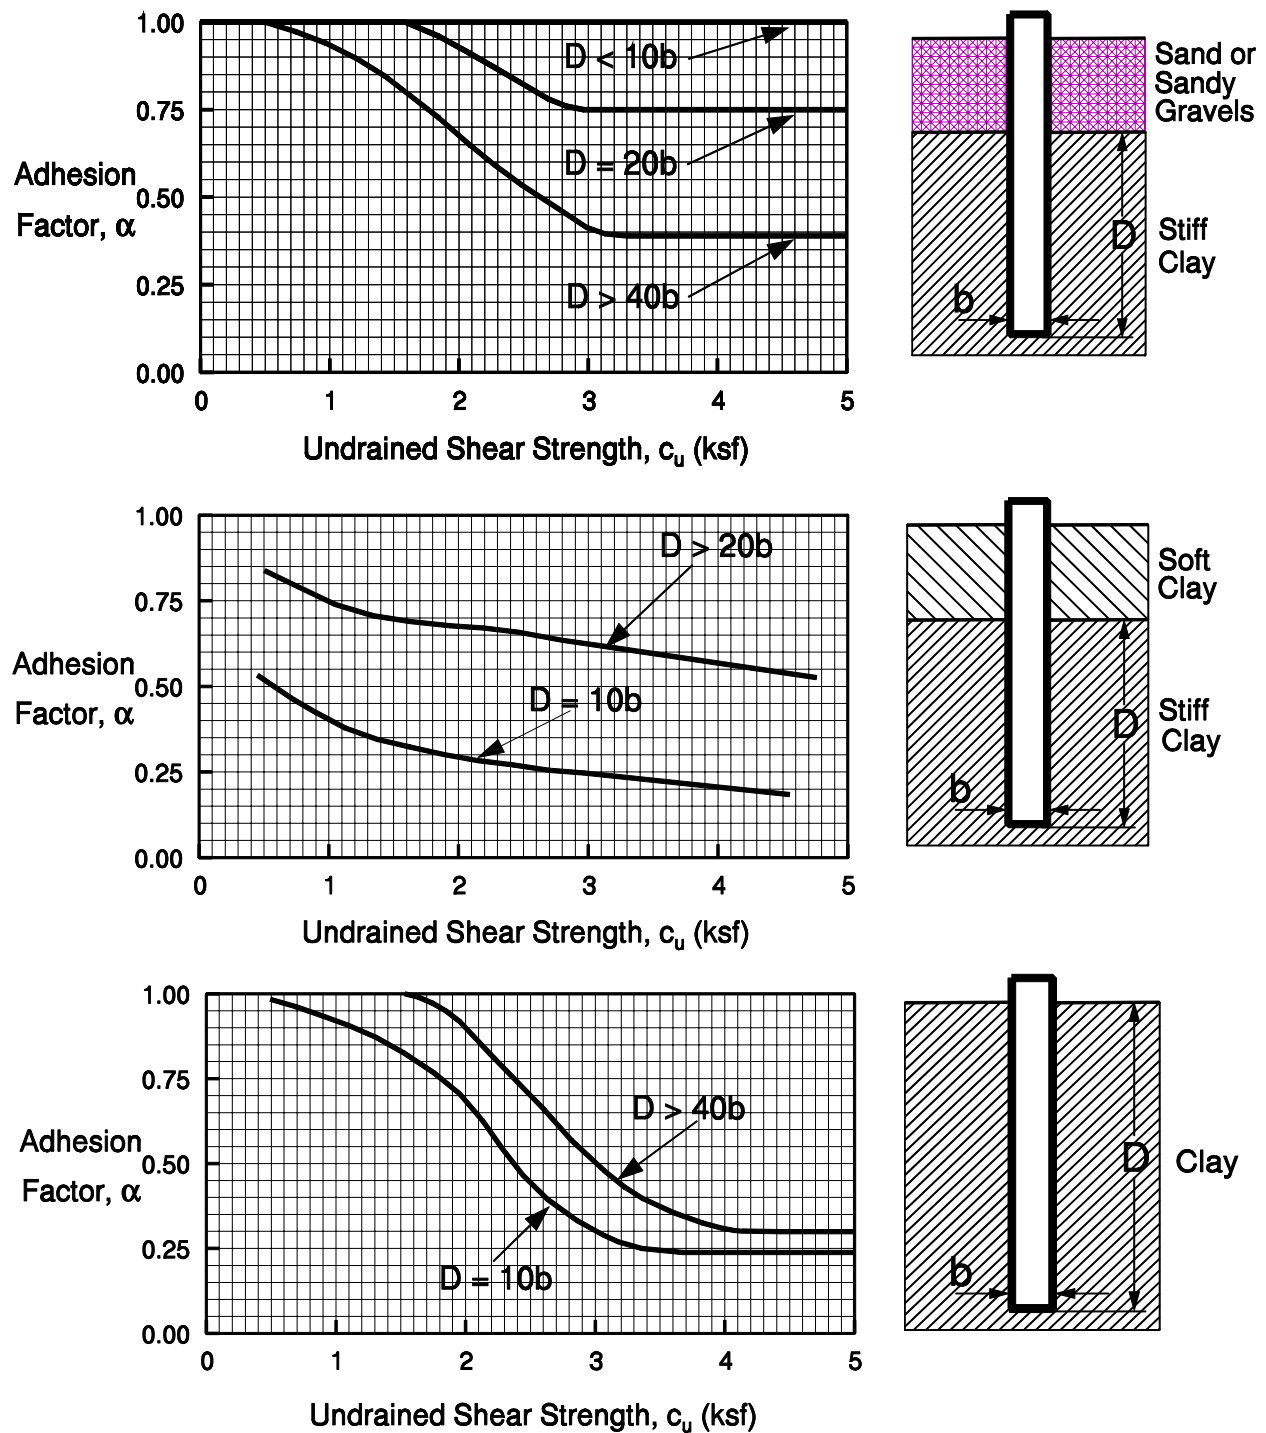 1.00
0.75
0.50
0.25
0.00
Adhesion
Factor, α
D < 10b
D = 20b
D > 40b
0 1 2 3 4 5
Undrained Shear Strength, cu (ksf)
Sand or
Sandy
Gravels
D
Stiff
Clay
b
1.00
0.75
0.50
0.25
0.00
Adhesion
Factor, α
D > 20b
D = 10b
0 1 2 3 4 5
Undrained Shear Strength, cu (ksf)
Soft
Clay
D
Stiff
Clay
b
1.00
0.75
0.50
0.25
0.00
Adhesion
Factor, α
D > 40b
D = 10b
0 1 2 3 4 5
Undrained Shear Strength, cu (ksf)
D
Clay
b